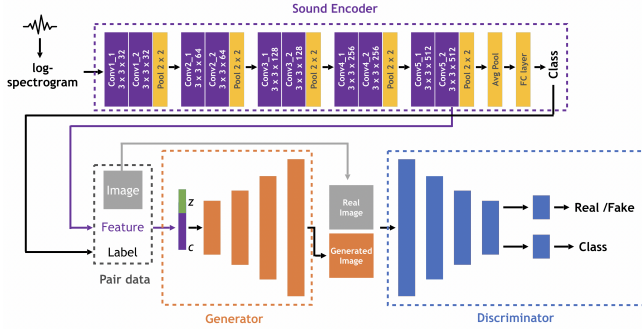 Sound Encoder
log-
spectrogram
Conv1_1
3 x 3 x 32
Conv1_2
3 x 3 x 32
Pool 2 x 2
Conv2_1
3 x 3 x 64
Conv2_2
3 x 3 x 64
Pool 2 x 2
Conv3_1
3 x 3 x 128
Conv3_2
3 x 3 x 128
Pool 2 x 2
Conv4_1
3 x 3 x 256
Conv4_2
3 x 3 x 256
Pool 2 x 2
Conv5_1
3 x 3 x 512
Conv5_2
3 x 3 x 512
Pool 2 x 2
Avg Pool
FC layer
Class
Image
Feature
Label
Pair data
z
c
Generator
Real
Image
Generated
Image
Real /Fake
Class
Discriminator